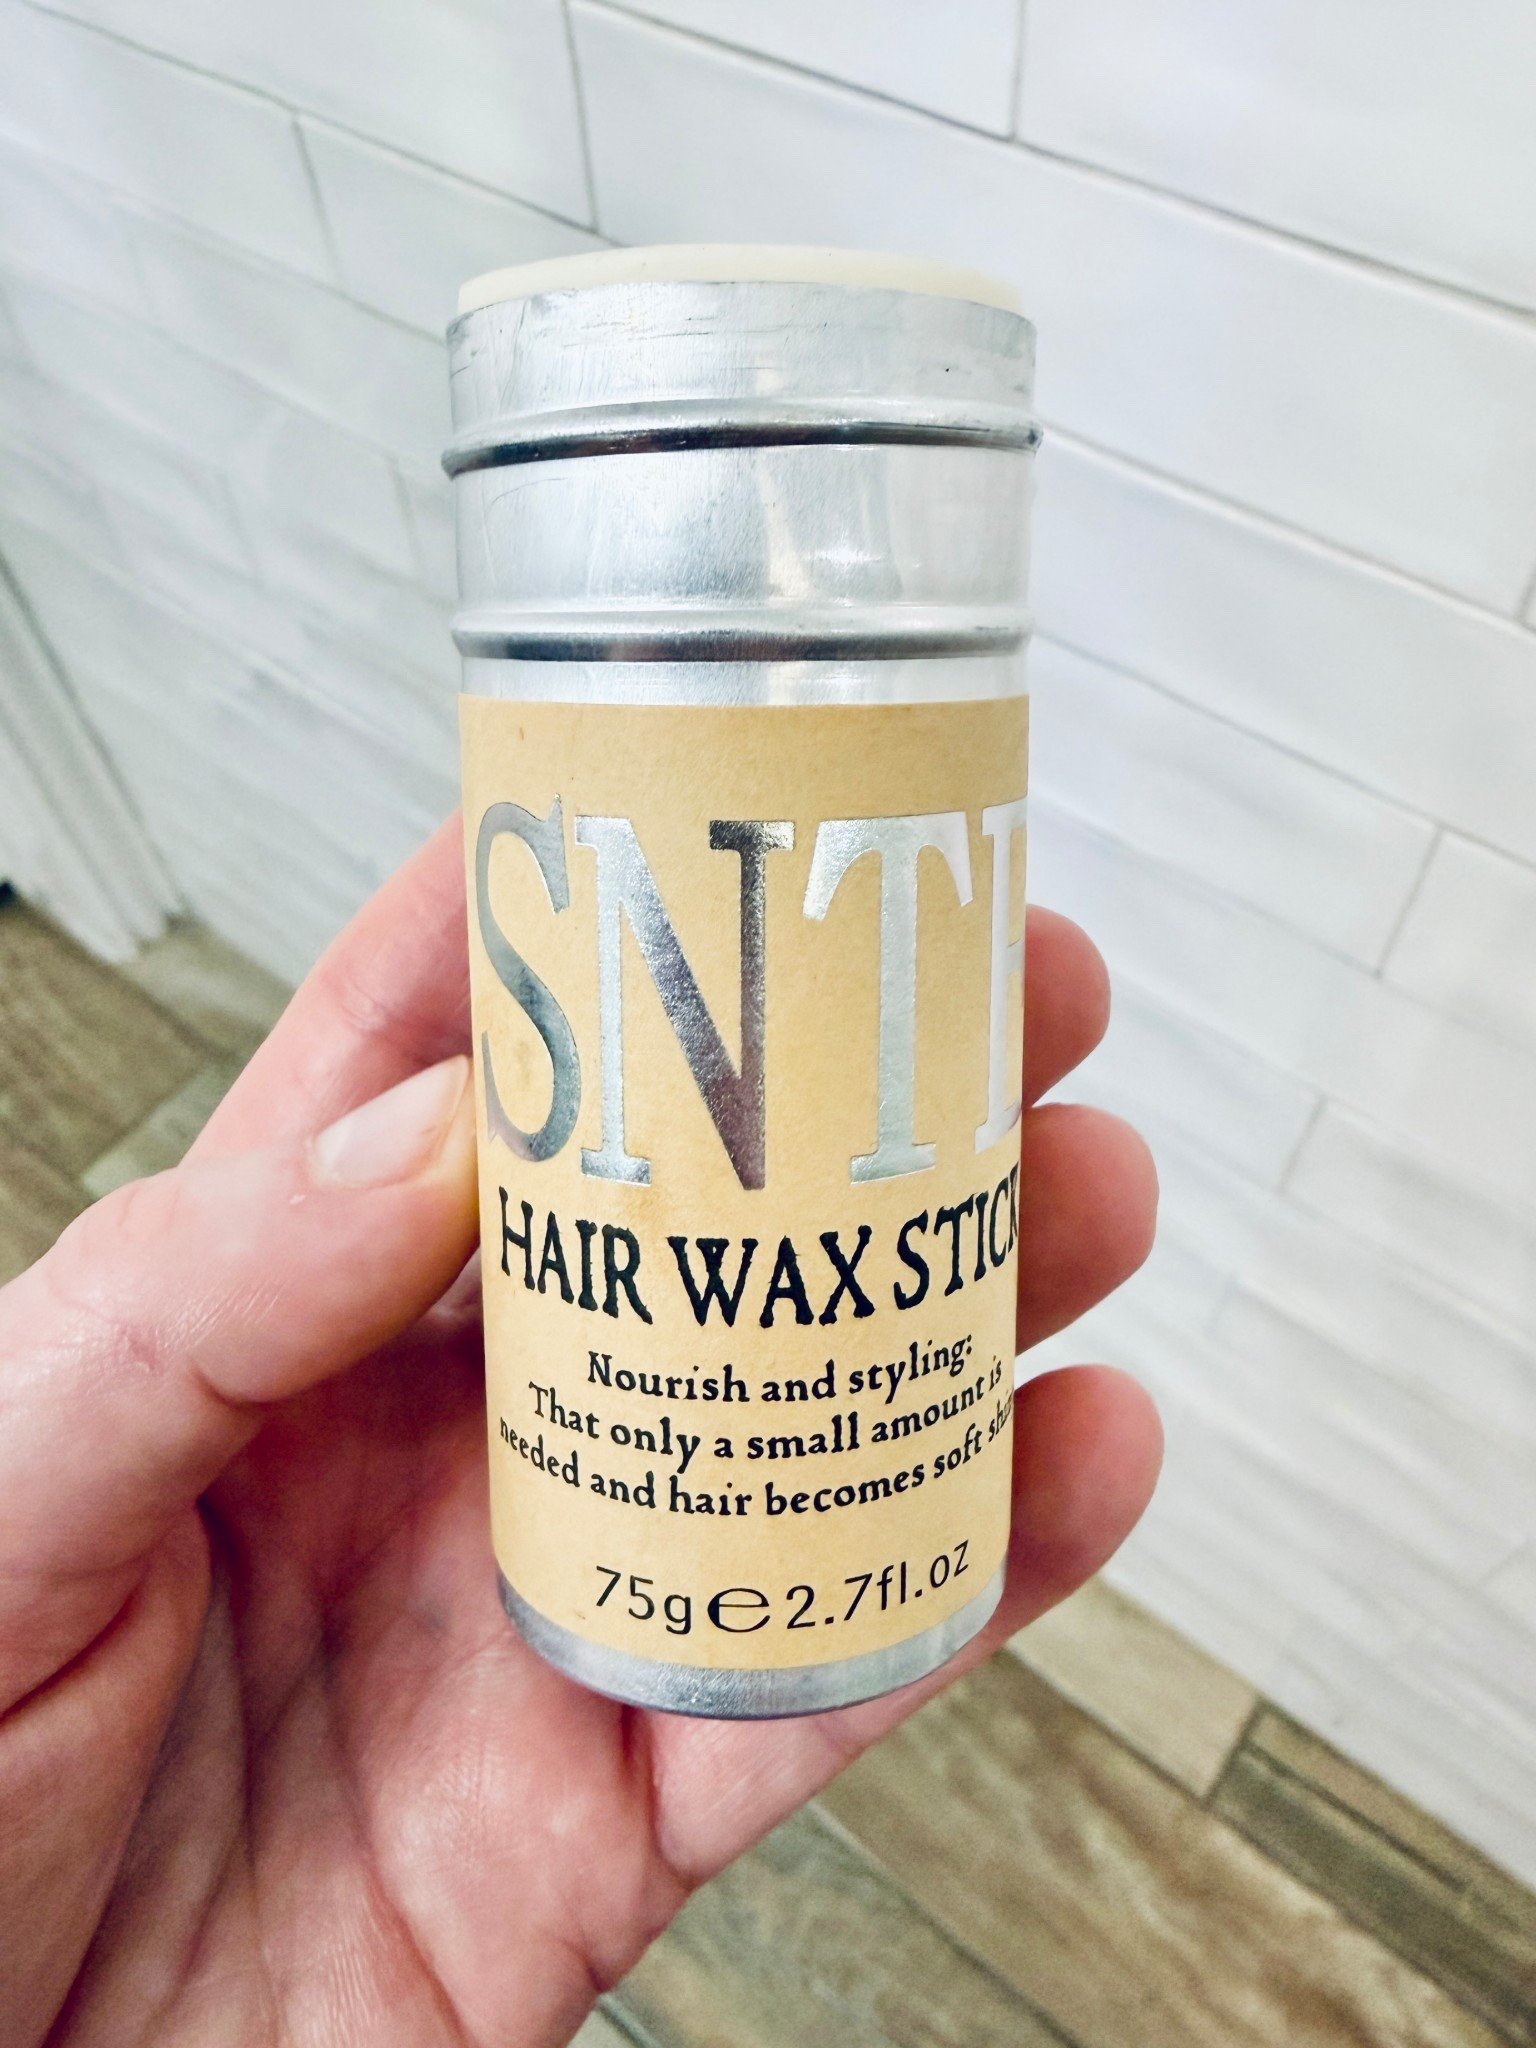 SNT
HAIR WAX STICK
Nourish and styling:
That only a small amount is
needed and hair becomes soft
75g e 2.7fl.oz